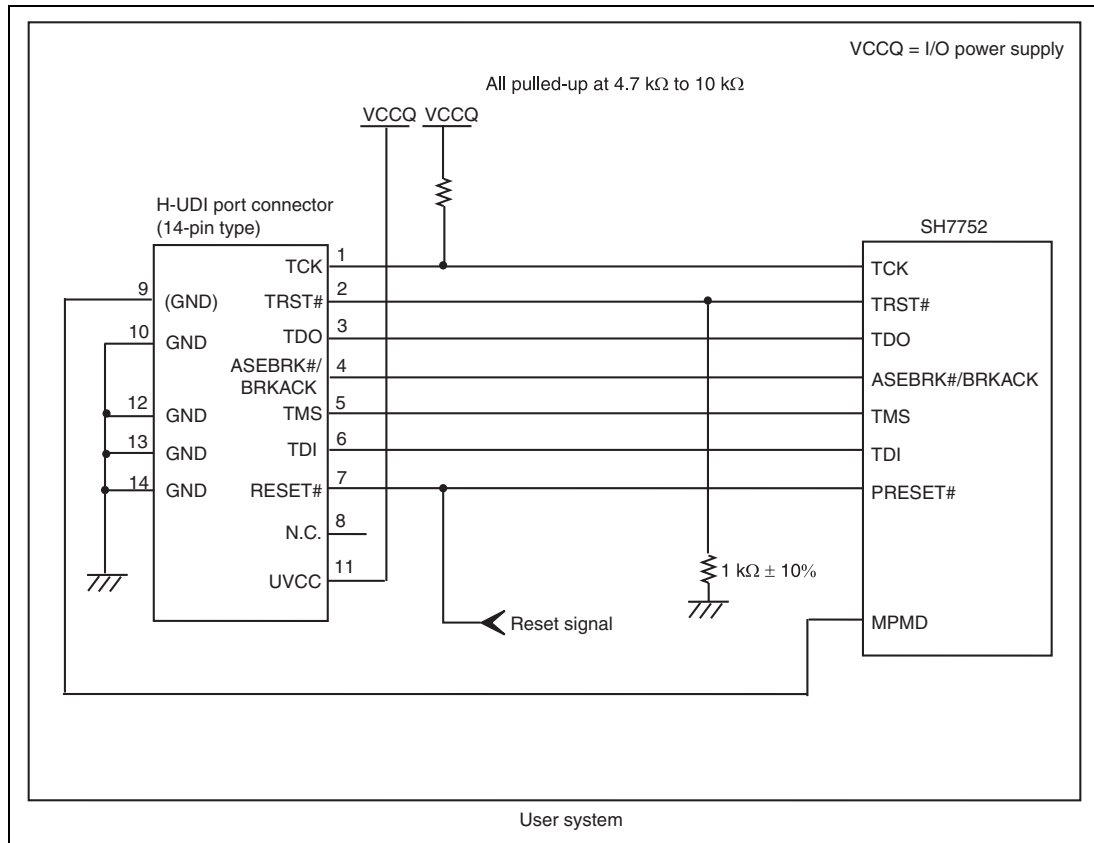 VCCQ = I/O power supply
All pulled-up at 4.7 kΩ to 10 kΩ
VCCQ VCCQ
H-UDI port connector
(14-pin type)
SH7752
TCK 1 TCK
9 (GND) TRST# 2 TRST#
10 GND TDO 3 TDO
ASEBRK#/
BRKACK 4 ASEBRK#/BRKACK
12 GND TMS 5 TMS
13 GND TDI 6 TDI
14 GND RESET# 7 PRESET#
N.C. 8
UVCC 11
1 kΩ ± 10%
Reset signal
MPMD
User system